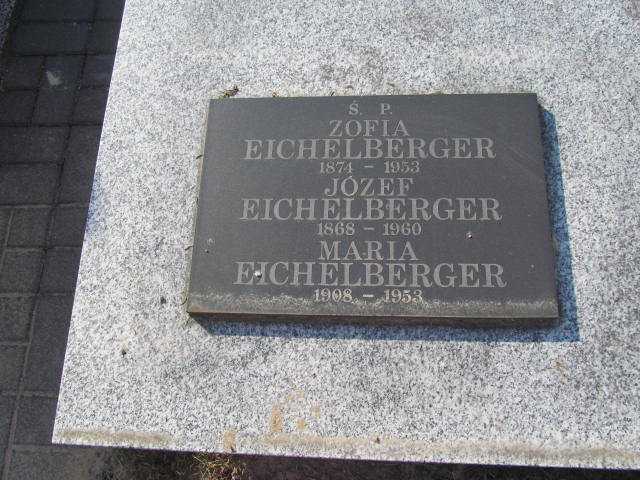 Ś. P.
ZOFIA
EICHELBERGER
1874 - 1953
JÓZEF
EICHELBERGER
1868 - 1960
MARIA
EICHELBERGER
1908 - 1953